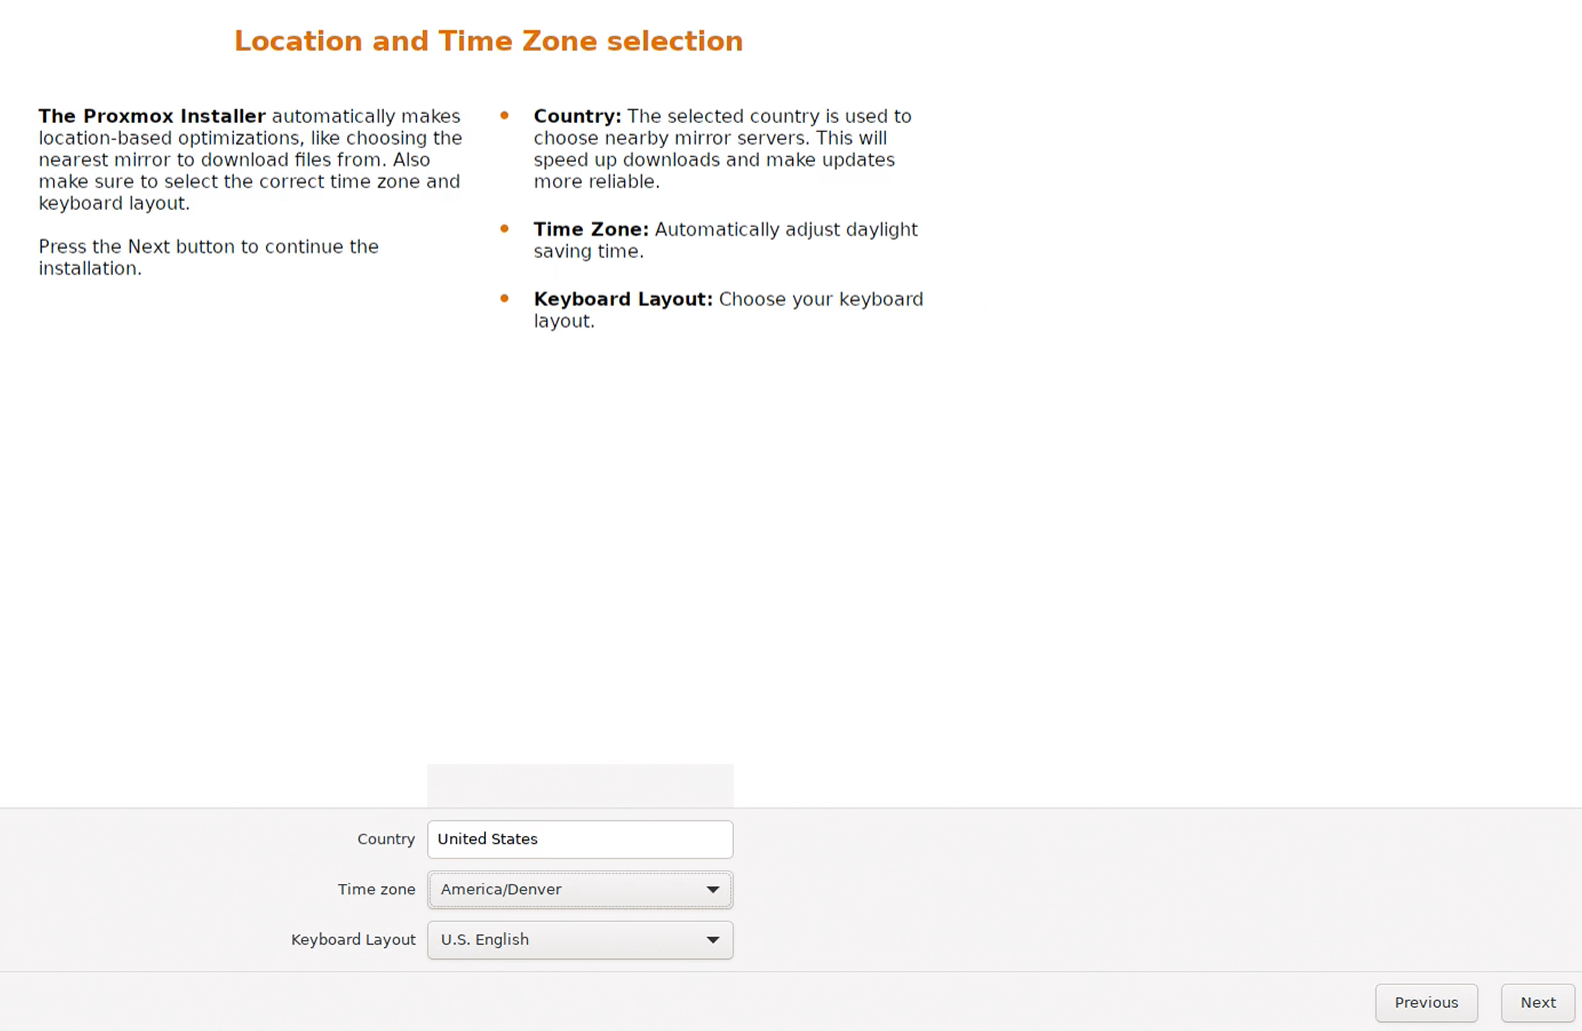 Location and Time Zone selection
The Proxmox Installer automatically makes
location-based optimizations, like choosing the
nearest mirror to download files from. Also
make sure to select the correct time zone and
keyboard layout.
Press the Next button to continue the
installation.
• Country: The selected country is used to
choose nearby mirror servers. This will
speed up downloads and make updates
more reliable.
• Time Zone: Automatically adjust daylight
saving time.
• Keyboard Layout: Choose your keyboard
layout.
Country United States
Time zone America/Denver
Keyboard Layout U.S. English
Previous Next